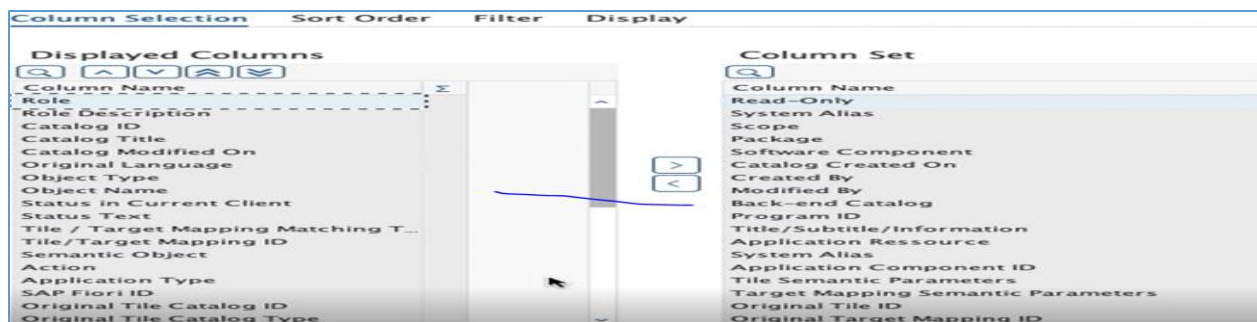 Column Selection Sort Order Filter Display
Displayed Columns
Column Name Σ
Role
Role Description
Catalog ID
Catalog Title
Catalog Modified On
Original Language
Object Type
Object Name
Status in Current Client
Status Text
Tile / Target Mapping Matching T...
Tile/Target Mapping ID
Semantic Object
Action
Application Type
SAP Fiori ID
Original Tile Catalog ID
Original Tile Catalog Type
Column Set
Column Name
Read-Only
System Alias
Scope
Package
Software Component
Catalog Created On
Created By
Modified By
Back-end Catalog
Program ID
Title/Subtitle/Information
Application Ressource
System Alias
Application Component ID
Tile Semantic Parameters
Target Mapping Semantic Parameters
Original Tile ID
Original Target Mapping ID